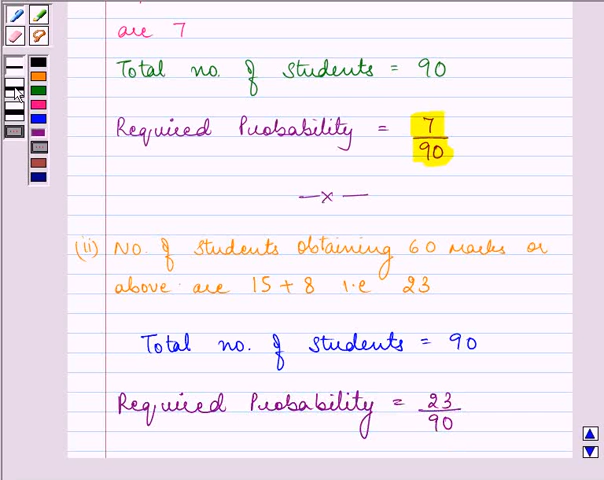 are 7
Total no. of students = 90
Required Probability = 7/90
—x—
(ii) No. of students obtaining 60 marks or
above are 15 + 8 i.e 23
Total no. of students = 90
Required Probability = 23/90